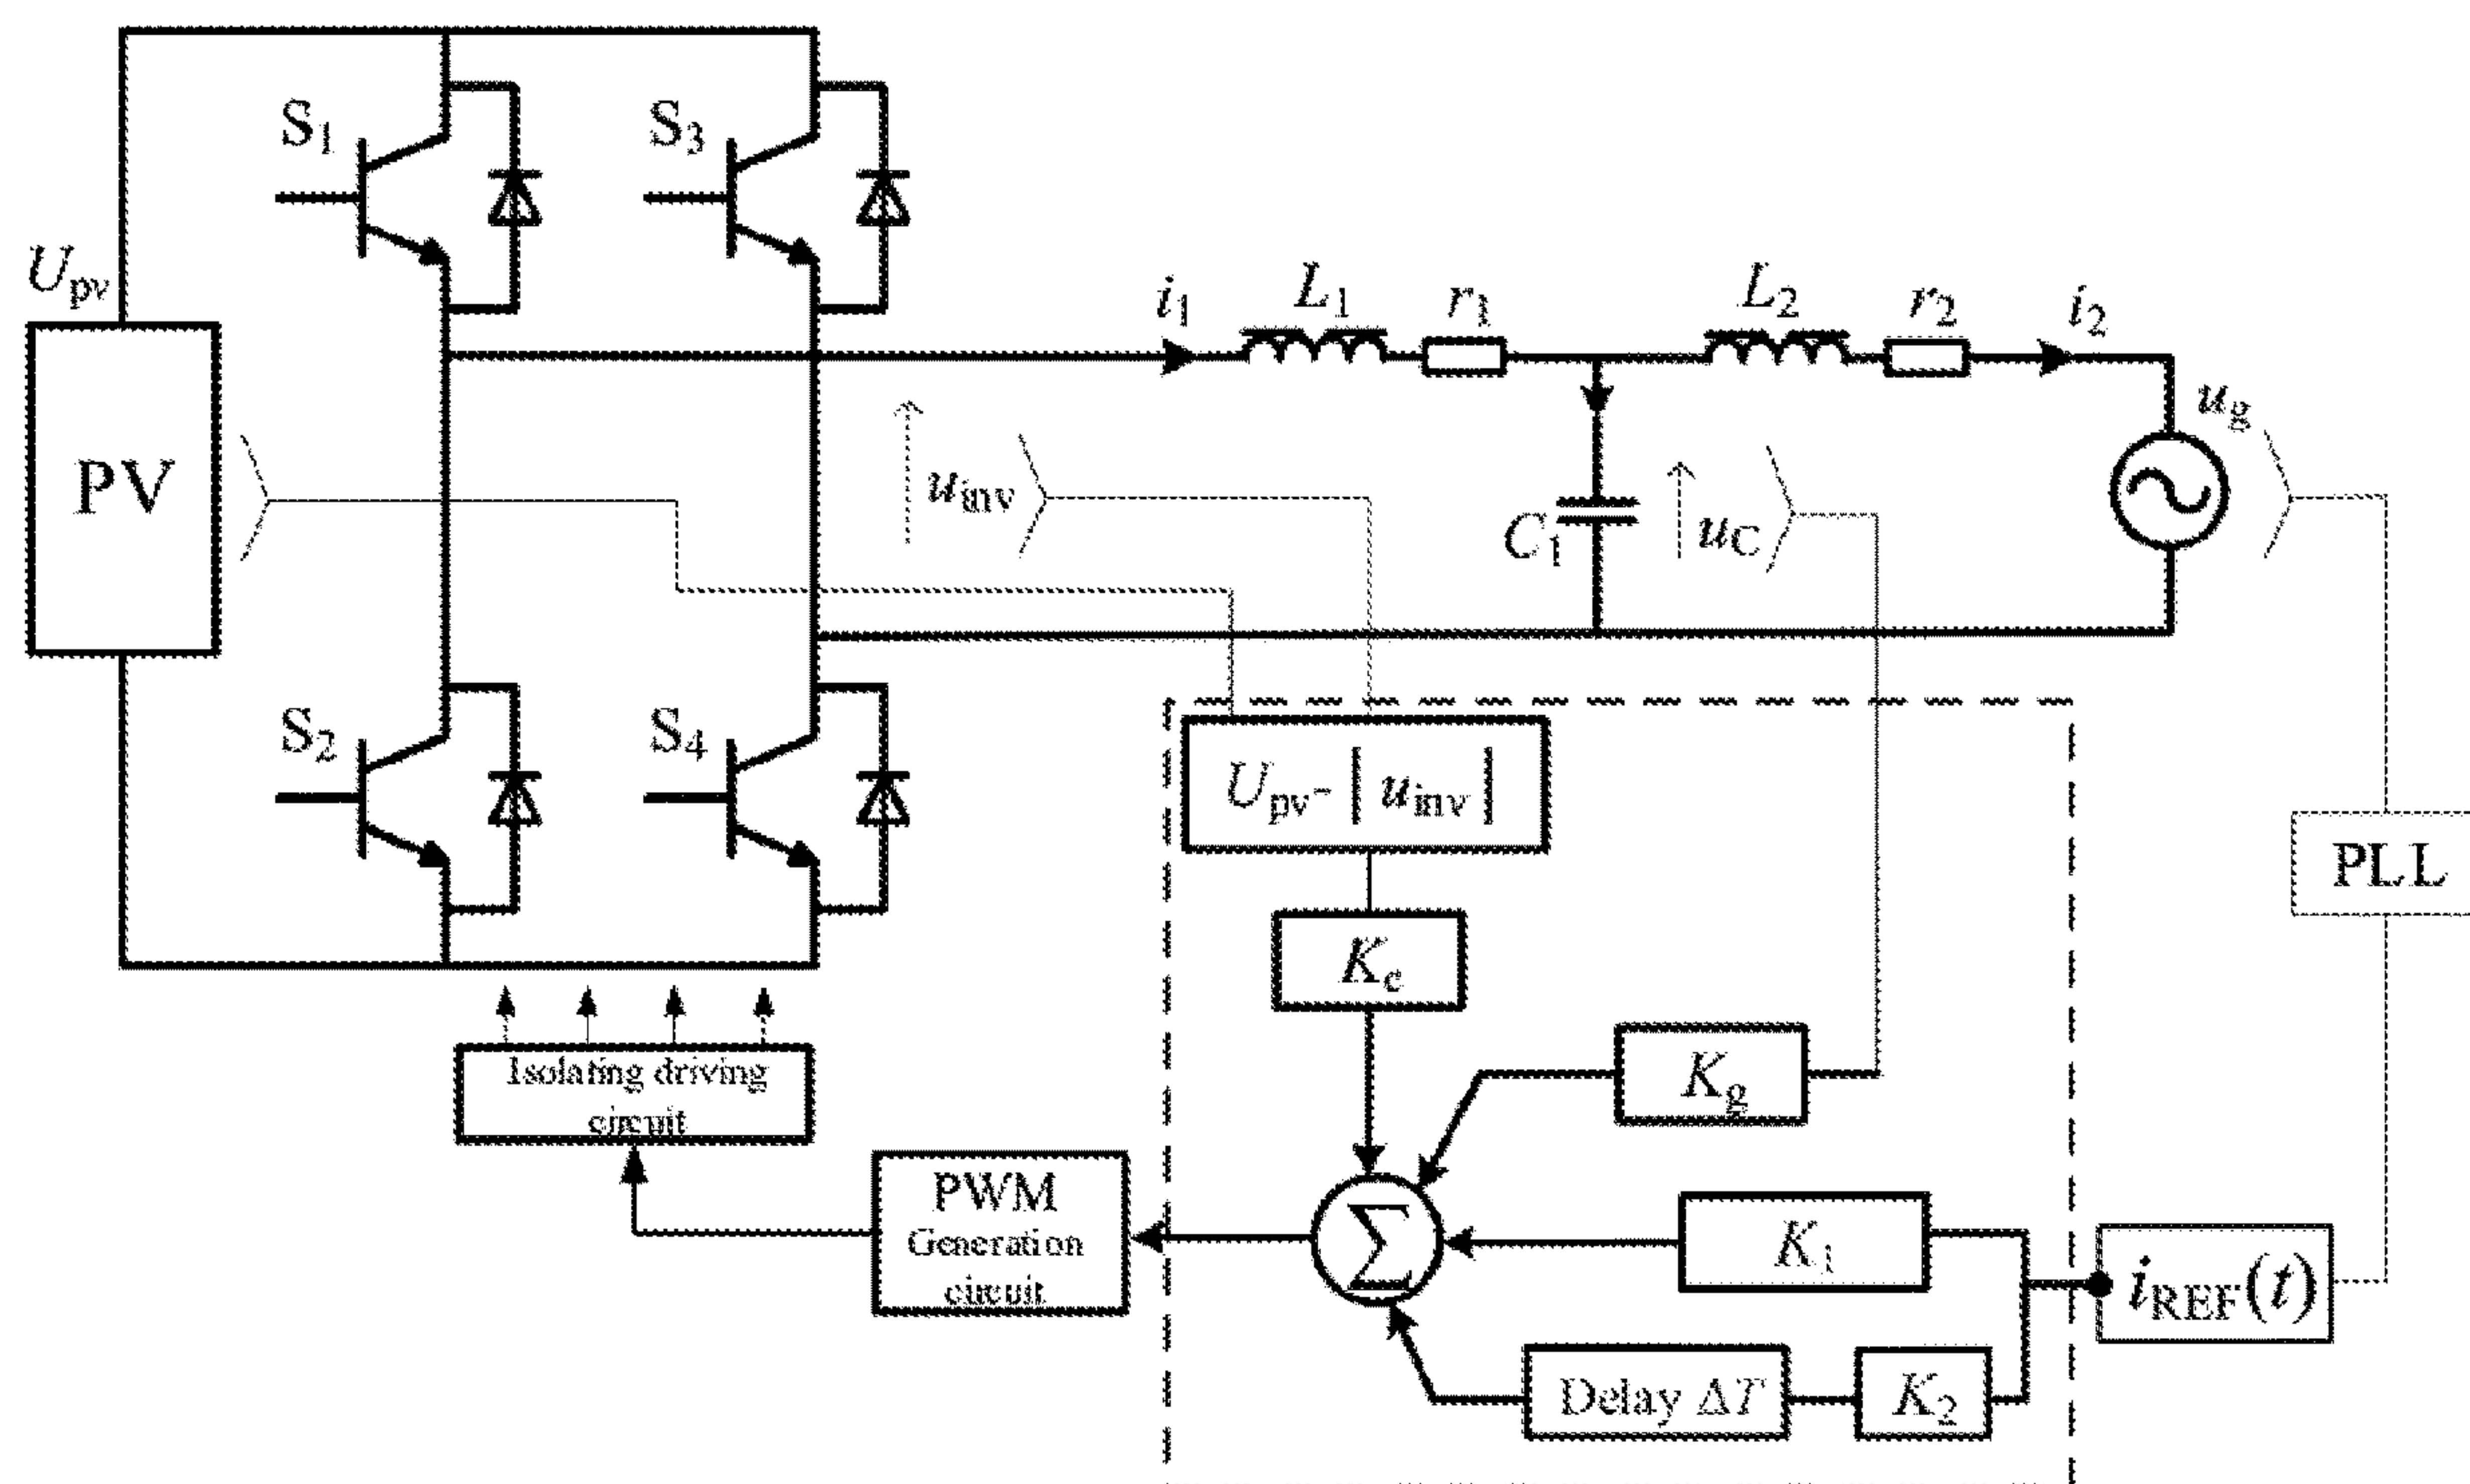 S1
S3
Upv
i1
L1
r1
L2
r2
i2
ug
PV
uinv
C1
uC
S2
S4
Upv- | uinv |
PLL
Kc
Isolating driving
circuit
Kg
PWM
Generation
circuit
Σ
K1
iREF(t)
Delay ΔT
K2